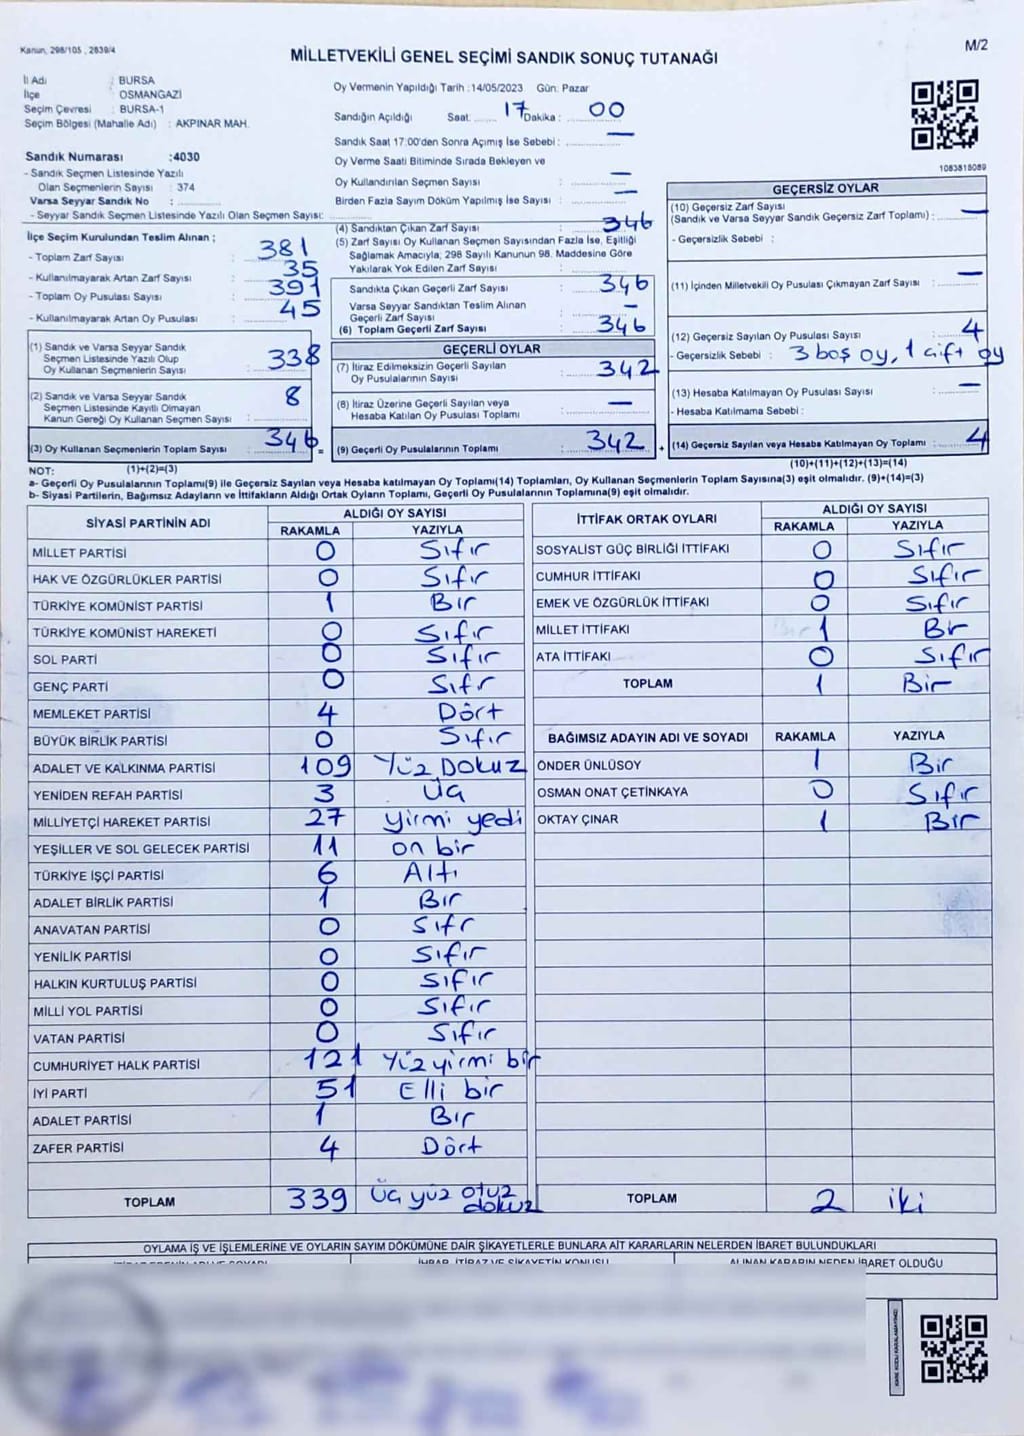 Kanun, 298/105 , 2839/4
M/2
MİLLETVEKİLİ GENEL SEÇİMİ SANDIK SONUÇ TUTANAĞI
İl Adı : BURSA
İlçe : OSMANGAZİ
Seçim Çevresi : BURSA-1
Seçim Bölgesi (Mahalle Adı) : AKPINAR MAH.
Sandık Numarası :4030
- Sandık Seçmen Listesinde Yazılı
Olan Seçmenlerin Sayısı : 374
Varsa Seyyar Sandık No :
- Seyyar Sandık Seçmen Listesinde Yazılı Olan Seçmen Sayısı:
Oy Vermenin Yapıldığı Tarih :14/05/2023 Gün: Pazar
Sandığın Açıldığı Saat: 17 Dakika : 00
Sandık Saat 17:00'den Sonra Açımış İse Sebebi : —
Oy Verme Saati Bitiminde Sırada Bekleyen ve
Oy Kullandırılan Seçmen Sayısı : —
Birden Fazla Sayım Döküm Yapılmış İse Sayısı : —
1083818089
İlçe Seçim Kurulundan Teslim Alınan ;
- Toplam Zarf Sayısı : 381
- Kullanılmayarak Artan Zarf Sayısı : 35
- Toplam Oy Pusulası Sayısı : 391
- Kullanılmayarak Artan Oy Pusulası : 45
(1) Sandık ve Varsa Seyyar Sandık
Seçmen Listesinde Yazılı Olup
Oy Kullanan Seçmenlerin Sayısı : 338
(2) Sandık ve Varsa Seyyar Sandık
Seçmen Listesinde Kayıtlı Olmayan
Kanun Gereği Oy Kullanan Seçmen Sayısı : 8
(3) Oy Kullanan Seçmenlerin Toplam Sayısı : 346
(4) Sandıktan Çıkan Zarf Sayısı : 346
(5) Zarf Sayısı Oy Kullanan Seçmen Sayısından Fazla İse, Eşitliği
Sağlamak Amacıyla; 298 Sayılı Kanunun 98. Maddesine Göre
Yakılarak Yok Edilen Zarf Sayısı :
Sandıkta Çıkan Geçerli Zarf Sayısı : 346
Varsa Seyyar Sandıktan Teslim Alınan
Geçerli Zarf Sayısı : —
(6) Toplam Geçerli Zarf Sayısı : 346
GEÇERLİ OYLAR
(7) İtiraz Edilmeksizin Geçerli Sayılan
Oy Pusulalarının Sayısı : 342
(8) İtiraz Üzerine Geçerli Sayılan veya
Hesaba Katılan Oy Pusulası Toplamı : —
= (9) Geçerli Oy Pusulalarının Toplamı : 342
GEÇERSİZ OYLAR
(10) Geçersiz Zarf Sayısı
(Sandık ve Varsa Seyyar Sandık Geçersiz Zarf Toplamı) : —
- Geçersizlik Sebebi :
(11) İçinden Milletvekili Oy Pusulası Çıkmayan Zarf Sayısı : —
(12) Geçersiz Sayılan Oy Pusulası Sayısı : 4
- Geçersizlik Sebebi : 3 boş oy, 1 çift oy
(13) Hesaba Katılmayan Oy Pusulası Sayısı : —
- Hesaba Katılmama Sebebi :
+ (14) Geçersiz Sayılan veya Hesaba Katılmayan Oy Toplamı : 4
NOT: (1)+(2)=(3)
(10)+(11)+(12)+(13)=(14)
a- Geçerli Oy Pusulalarının Toplamı(9) ile Geçersiz Sayılan veya Hesaba Katılmayan Oy Toplamı(14) Toplamları, Oy Kullanan Seçmenlerin Toplam Sayısına(3) eşit olmalıdır. (9)+(14)=(3)
b- Siyasi Partilerin, Bağımsız Adayların ve İttifakların Aldığı Ortak Oyların Toplamı, Geçerli Oy Pusulalarının Toplamına(9) eşit olmalıdır.
SİYASİ PARTİNİN ADI ALDIĞI OY SAYISI
RAKAMLA YAZIYLA
MİLLET PARTİSİ 0 Sıfır
HAK VE ÖZGÜRLÜKLER PARTİSİ 0 Sıfır
TÜRKİYE KOMÜNİST PARTİSİ 1 Bir
TÜRKİYE KOMÜNİST HAREKETİ 0 Sıfır
SOL PARTİ 0 Sıfır
GENÇ PARTİ 0 Sıfr
MEMLEKET PARTİSİ 4 Dört
BÜYÜK BİRLİK PARTİSİ 0 Sıfır
ADALET VE KALKINMA PARTİSİ 109 Yüz Dokuz
YENİDEN REFAH PARTİSİ 3 Üç
MİLLİYETÇİ HAREKET PARTİSİ 27 yirmi yedi
YEŞİLLER VE SOL GELECEK PARTİSİ 11 on bir
TÜRKİYE İŞÇİ PARTİSİ 6 Altı
ADALET BİRLİK PARTİSİ 1 Bir
ANAVATAN PARTİSİ 0 Sıfr
YENİLİK PARTİSİ 0 Sıfır
HALKIN KURTULUŞ PARTİSİ 0 Sıfır
MİLLİ YOL PARTİSİ 0 Sıfır
VATAN PARTİSİ 0 Sıfır
CUMHURİYET HALK PARTİSİ 121 Yüz yirmi bir
İYİ PARTİ 51 Elli bir
ADALET PARTİSİ 1 Bir
ZAFER PARTİSİ 4 Dört
TOPLAM 339 Üç yüz otuz dokuz
İTTİFAK ORTAK OYLARI ALDIĞI OY SAYISI
RAKAMLA YAZIYLA
SOSYALİST GÜÇ BİRLİĞİ İTTİFAKI 0 Sıfır
CUMHUR İTTİFAKI 0 Sıfır
EMEK VE ÖZGÜRLÜK İTTİFAKI 0 Sıfır
MİLLET İTTİFAKI Bir 1 Bir
ATA İTTİFAKI 0 Sıfır
TOPLAM 1 Bir
BAĞIMSIZ ADAYIN ADI VE SOYADI RAKAMLA YAZIYLA
ÖNDER ÜNLÜSOY 1 Bir
OSMAN ONAT ÇETİNKAYA 0 Sıfır
OKTAY ÇINAR 1 Bir
TOPLAM 2 iki
OYLAMA İŞ VE İŞLEMLERİNE VE OYLARIN SAYIM DÖKÜMÜNE DAİR ŞİKAYETLERLE BUNLARA AİT KARARLARIN NELERDEN İBARET BULUNDUKLARI
İHBAR, İTİRAZ VE ŞİKAYETİN KONUSU ALINAN KARARIN NEDEN İBARET OLDUĞU